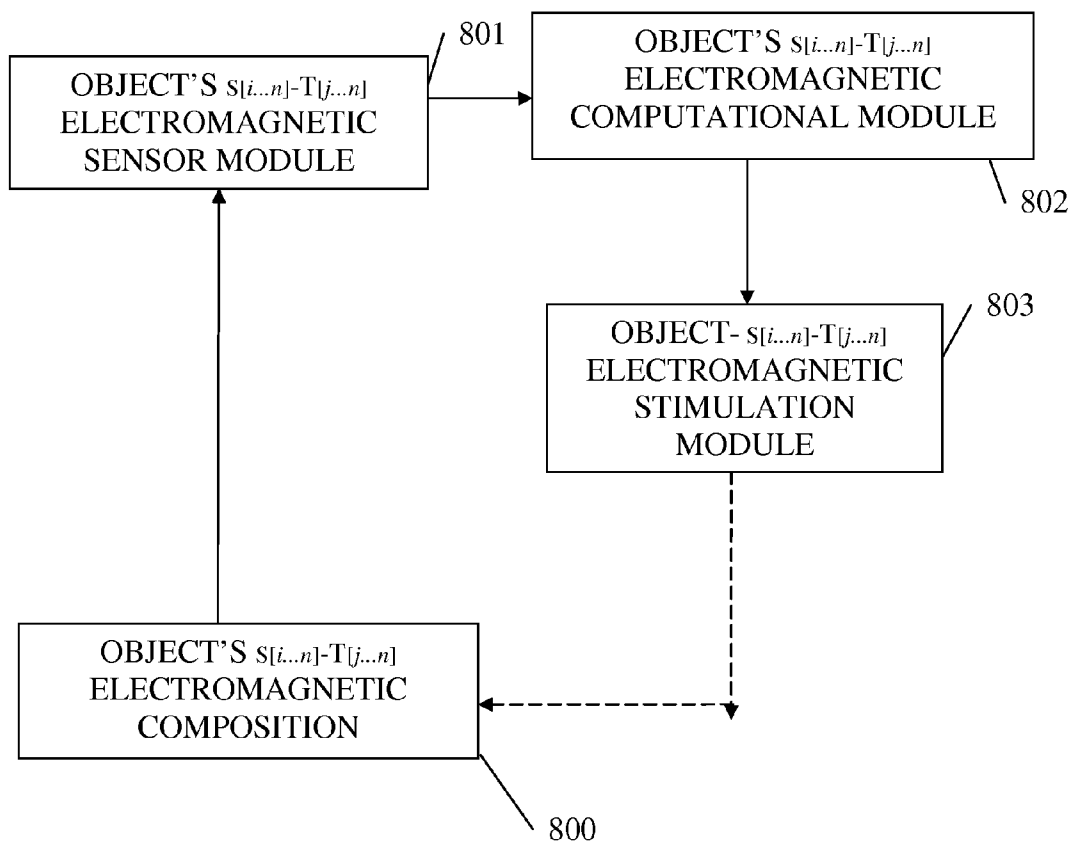 801
OBJECT'S S[i...n]-T[j...n]
ELECTROMAGNETIC
SENSOR MODULE
OBJECT'S S[i...n]-T[j...n]
ELECTROMAGNETIC
COMPUTATIONAL MODULE
802
803
OBJECT- S[i...n]-T[j...n]
ELECTROMAGNETIC
STIMULATION
MODULE
OBJECT'S S[i...n]-T[j...n]
ELECTROMAGNETIC
COMPOSITION
800